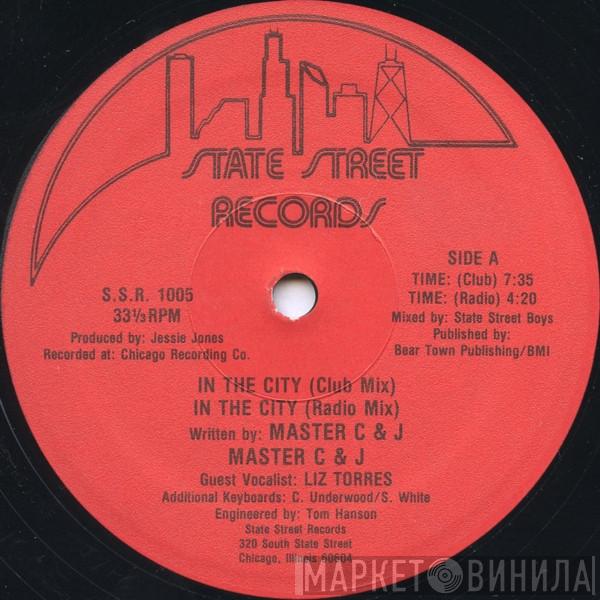 STATE STREET
RECORDS
S.S.R. 1005
33⅓ RPM
Produced by: Jessie Jones
Recorded at: Chicago Recording Co.
SIDE A
TIME: (Club) 7:35
TIME: (Radio) 4:20
Mixed by: State Street Boys
Published by:
Bear Town Publishing/BMI
IN THE CITY (Club Mix)
IN THE CITY (Radio Mix)
Written by: MASTER C & J
MASTER C & J
Guest Vocalist: LIZ TORRES
Additional Keyboards: C. Underwood/S. White
Engineered by: Tom Hanson
State Street Records
320 South State Street
Chicago, Illinois 60604
МАРКЕТ ВИНИЛА